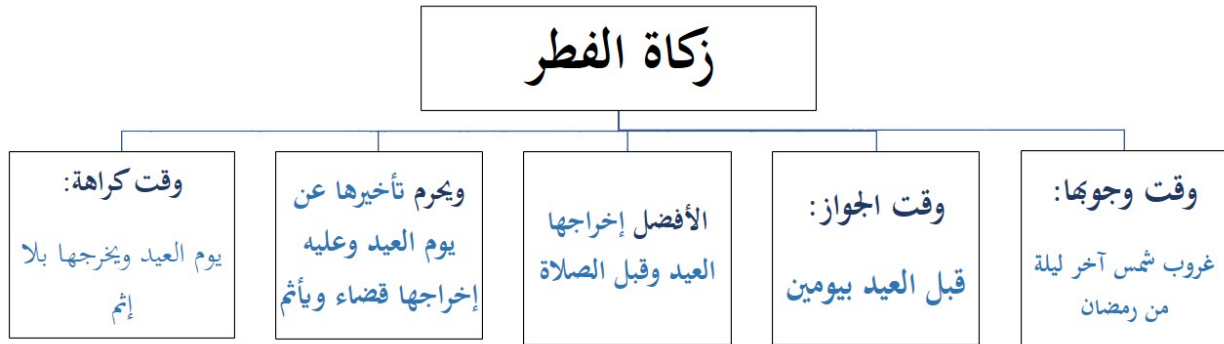 زكاة الفطر
وقت وجوبها:
غروب شمس آخر ليلة
من رمضان
وقت الجواز:
قبل العيد بيومين
الأفضل إخراجها
العيد وقبل الصلاة
ويحرم تأخيرها عن
يوم العيد وعليه
إخراجها قضاء ويأثم
وقت كراهة:
يوم العيد ويخرجها بلا
إثم